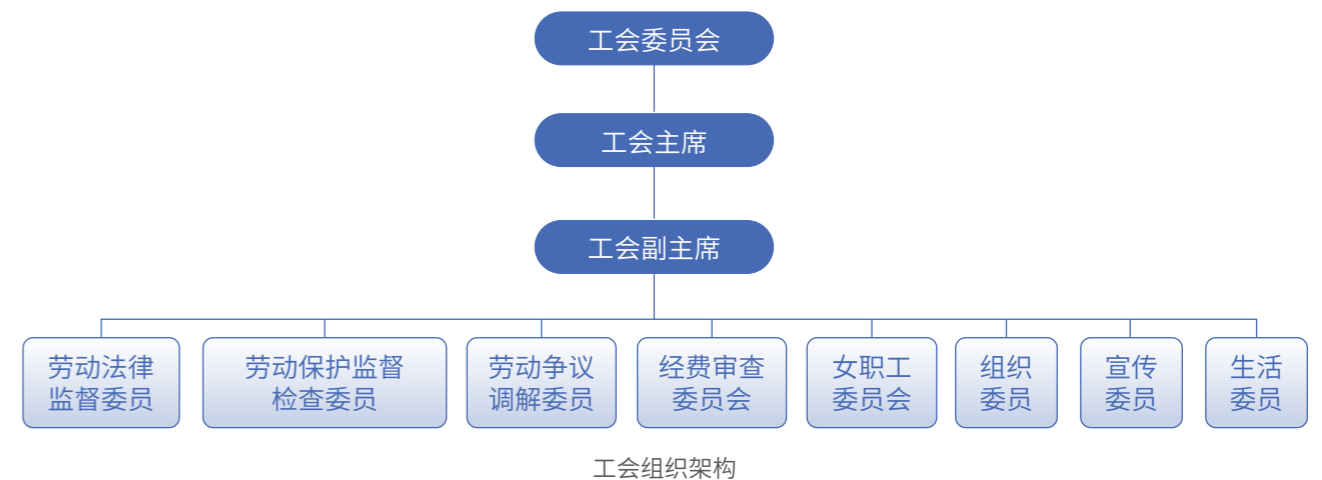 工会委员会
工会主席
工会副主席
劳动法律
监督委员
劳动保护监督
检查委员
劳动争议
调解委员
经费审查
委员会
女职工
委员会
组织
委员
宣传
委员
生活
委员
工会组织架构